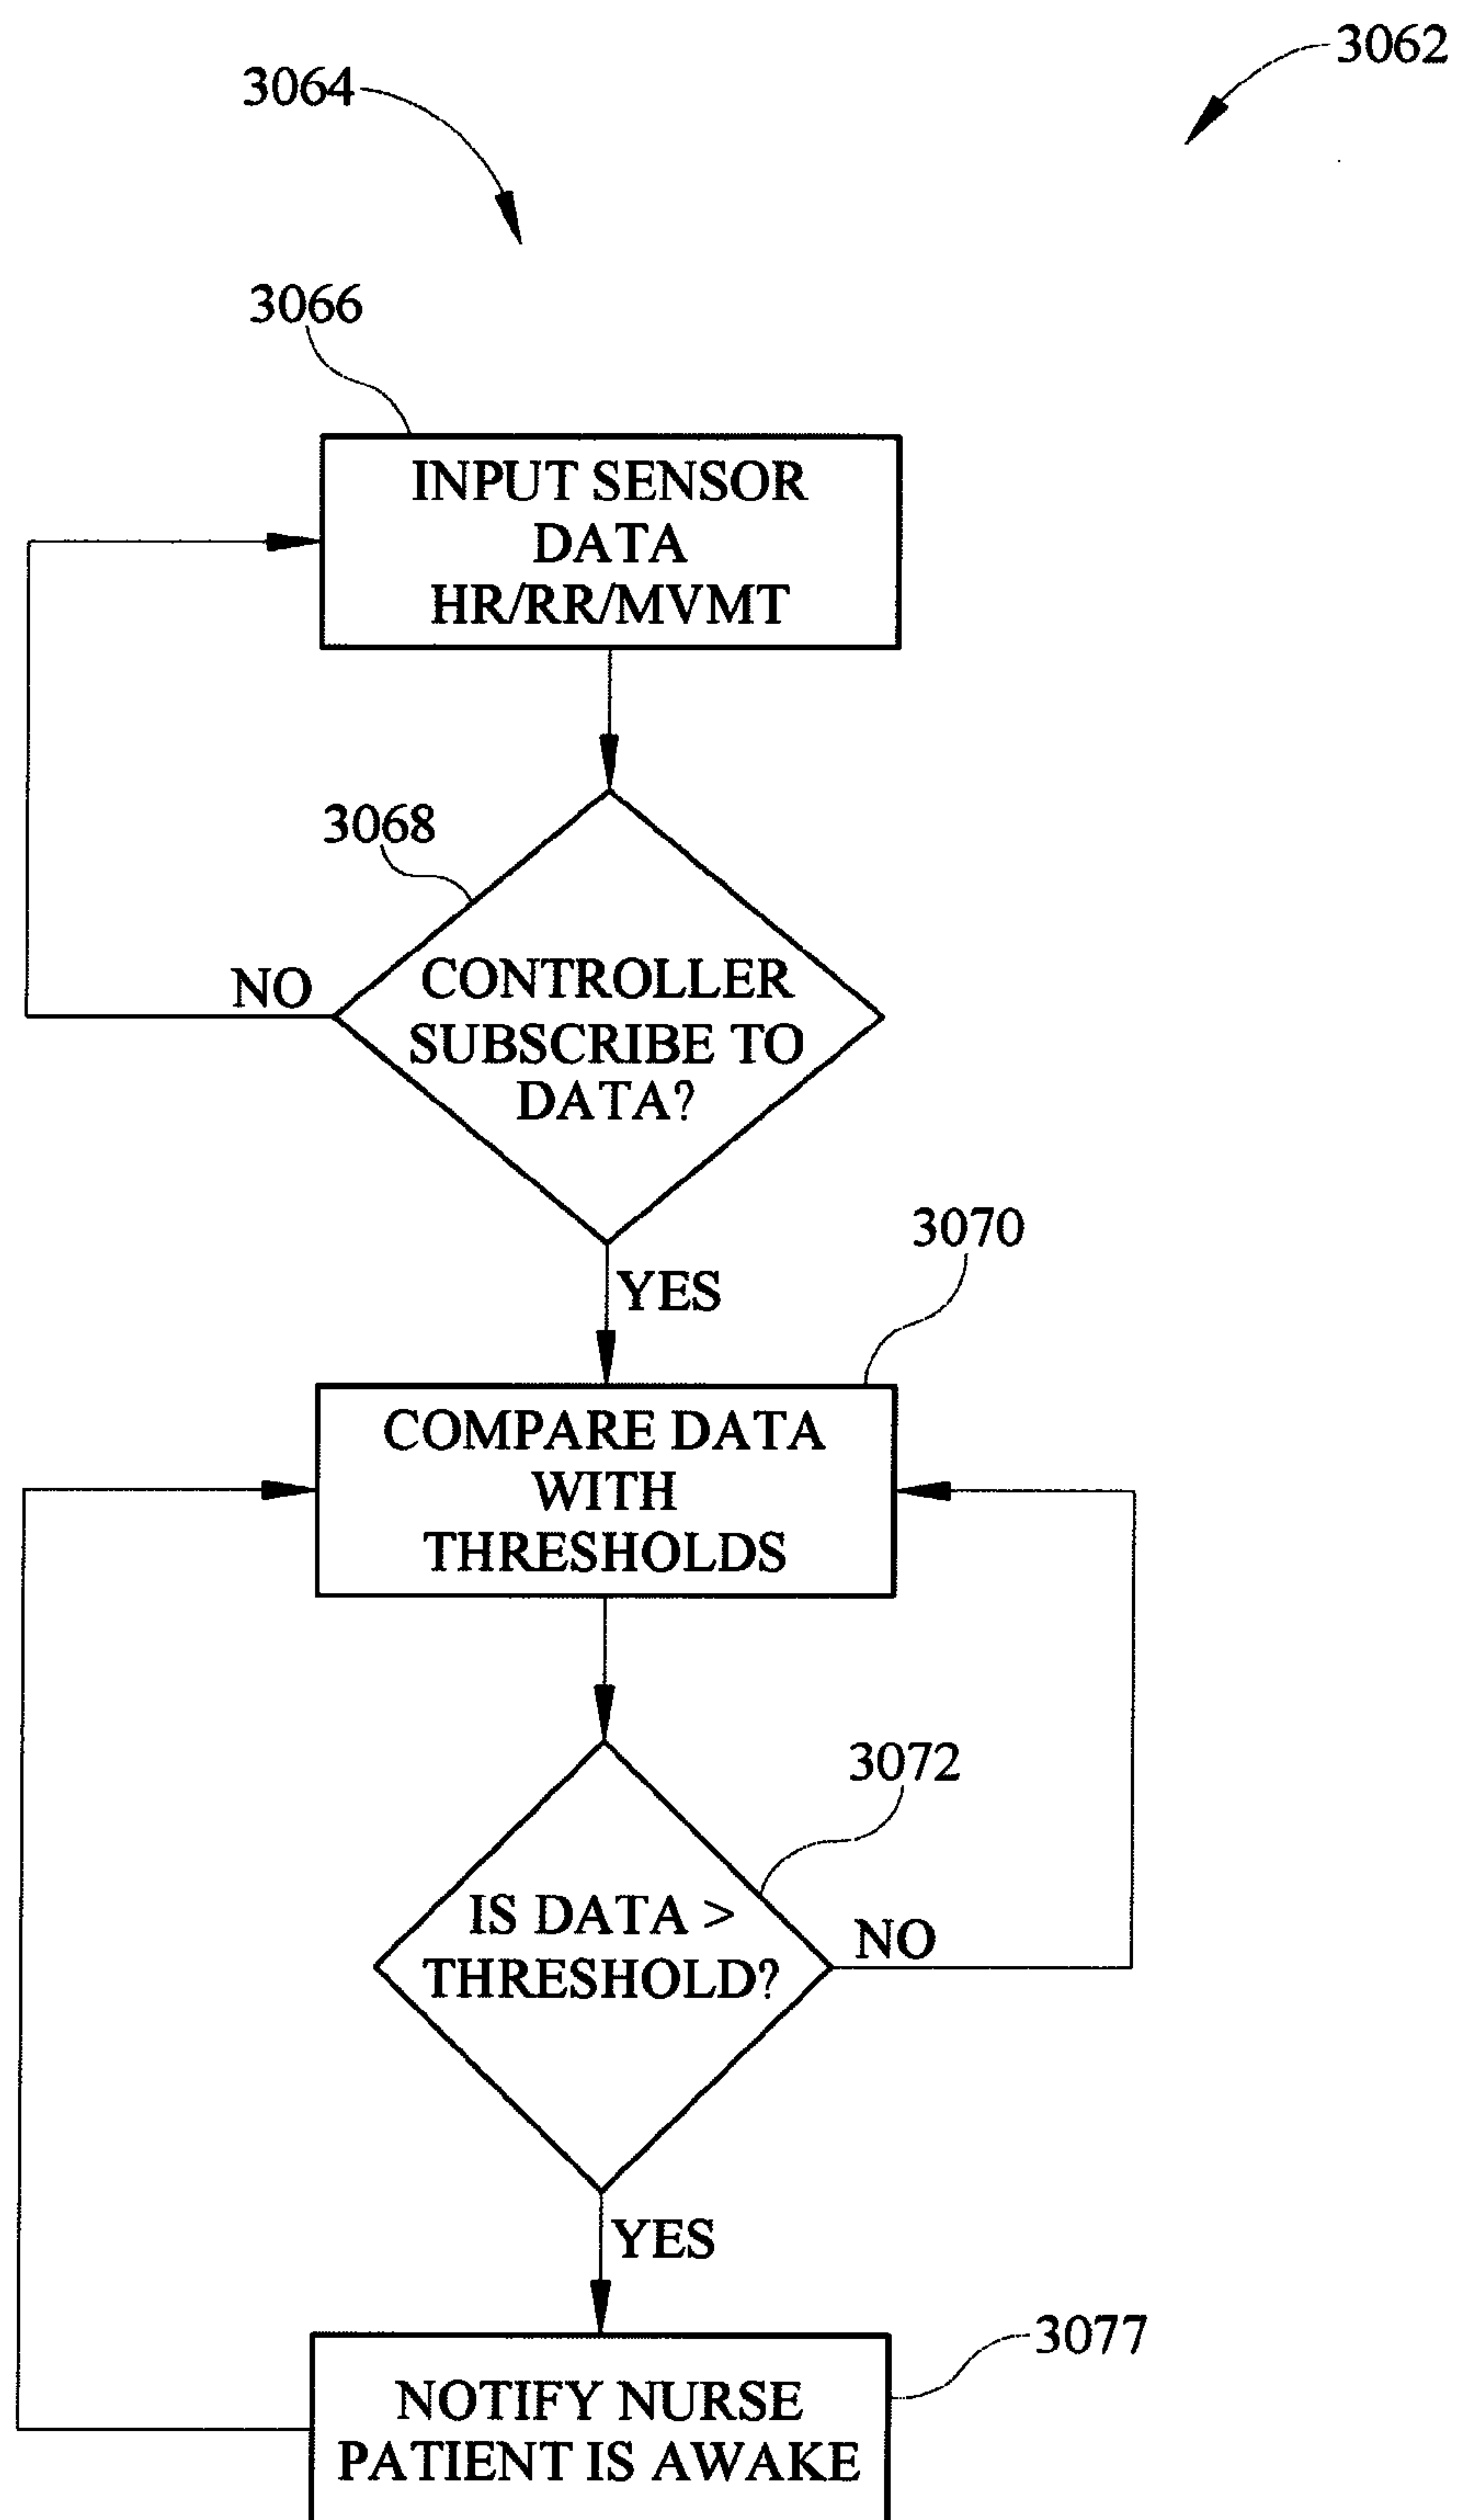 3062
3064
3066
INPUT SENSOR
DATA
HR/RR/MVMT
3068
NO
CONTROLLER
SUBSCRIBE TO
DATA?
YES
3070
COMPARE DATA
WITH
THRESHOLDS
3072
IS DATA >
THRESHOLD?
NO
YES
3077
NOTIFY NURSE
PATIENT IS AWAKE